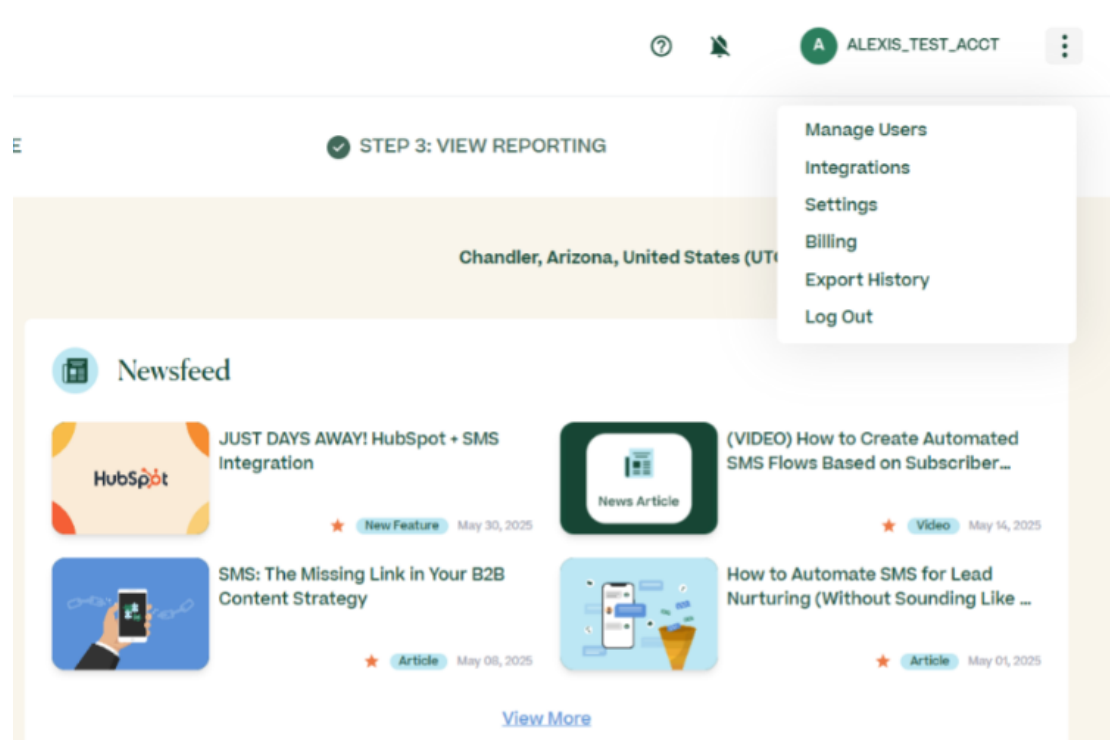 A ALEXIS_TEST_ACCT
E
STEP 3: VIEW REPORTING
Manage Users
Integrations
Settings
Billing
Export History
Log Out
Chandler, Arizona, United States (UT
Newsfeed
HubSpot
JUST DAYS AWAY! HubSpot + SMS
Integration
New Feature May 30, 2025
News Article
(VIDEO) How to Create Automated
SMS Flows Based on Subscriber...
Video May 14, 2025
SMS: The Missing Link in Your B2B
Content Strategy
Article May 08, 2025
How to Automate SMS for Lead
Nurturing (Without Sounding Like ...
Article May 01, 2025
View More